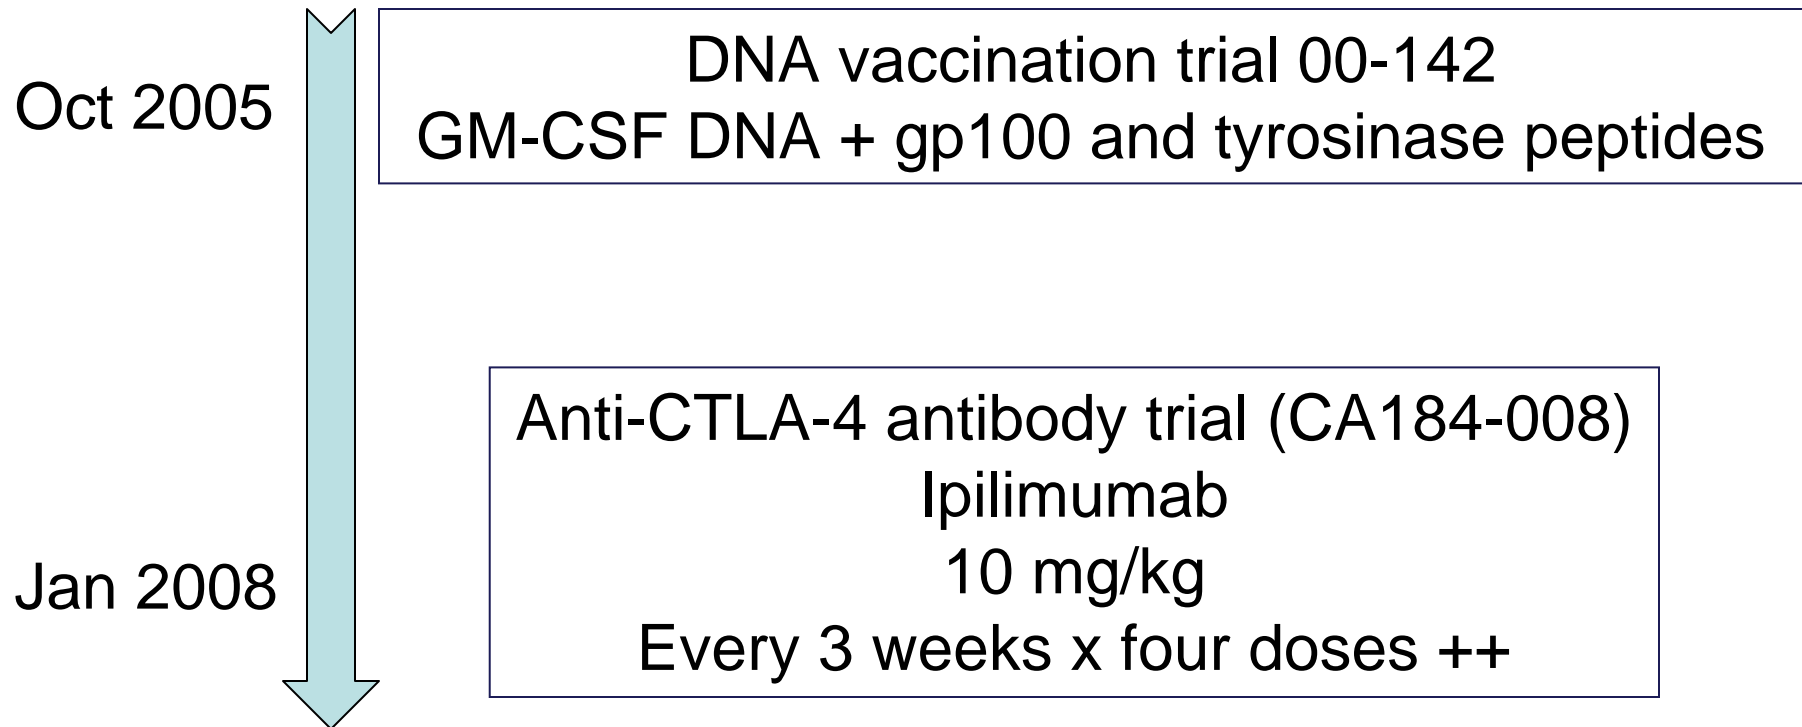 Oct 2005
DNA vaccination trial 00-142
GM-CSF DNA + gp100 and tyrosinase peptides
Anti-CTLA-4 antibody trial (CA184-008)
Ipilimumab
10 mg/kg
Every 3 weeks x four doses ++
Jan 2008